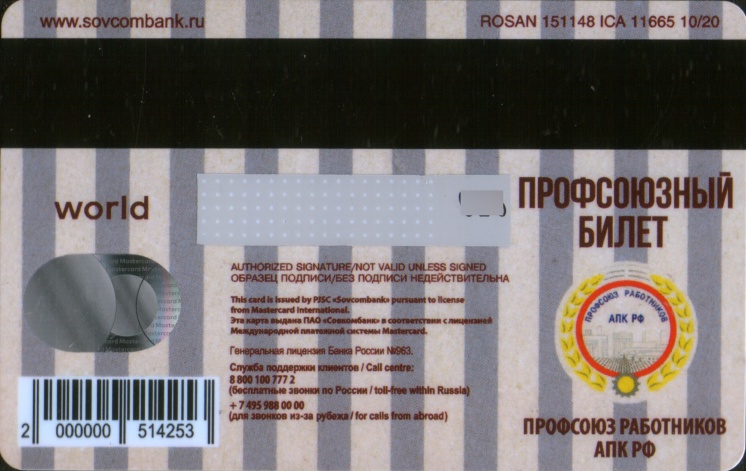 www.sovcombank.ru
ROSAN 151148 ICA 11665 10/20
world
ПРОФСОЮЗНЫЙ
БИЛЕТ
AUTHORIZED SIGNATURE/NOT VALID UNLESS SIGNED
ОБРАЗЕЦ ПОДПИСИ/БЕЗ ПОДПИСИ НЕДЕЙСТВИТЕЛЬНА
This card is issued by PJSC «Sovcombank» pursuant to license
from Mastercard International.
Эта карта выдана ПАО «Совкомбанк» в соответствии с лицензией
Международной платежной системы Mastercard.
Генеральная лицензия Банка России №963.
Служба поддержки клиентов / Call centre:
8 800 100 777 2
(бесплатные звонки по России / toll-free within Russia)
+ 7 495 988 00 00
(для звонков из-за рубежа / for calls from abroad)
2 000000 514253
ПРОФСОЮЗ РАБОТНИКОВ
АПК РФ
ПРОФСОЮЗ РАБОТНИКОВ
АПК РФ